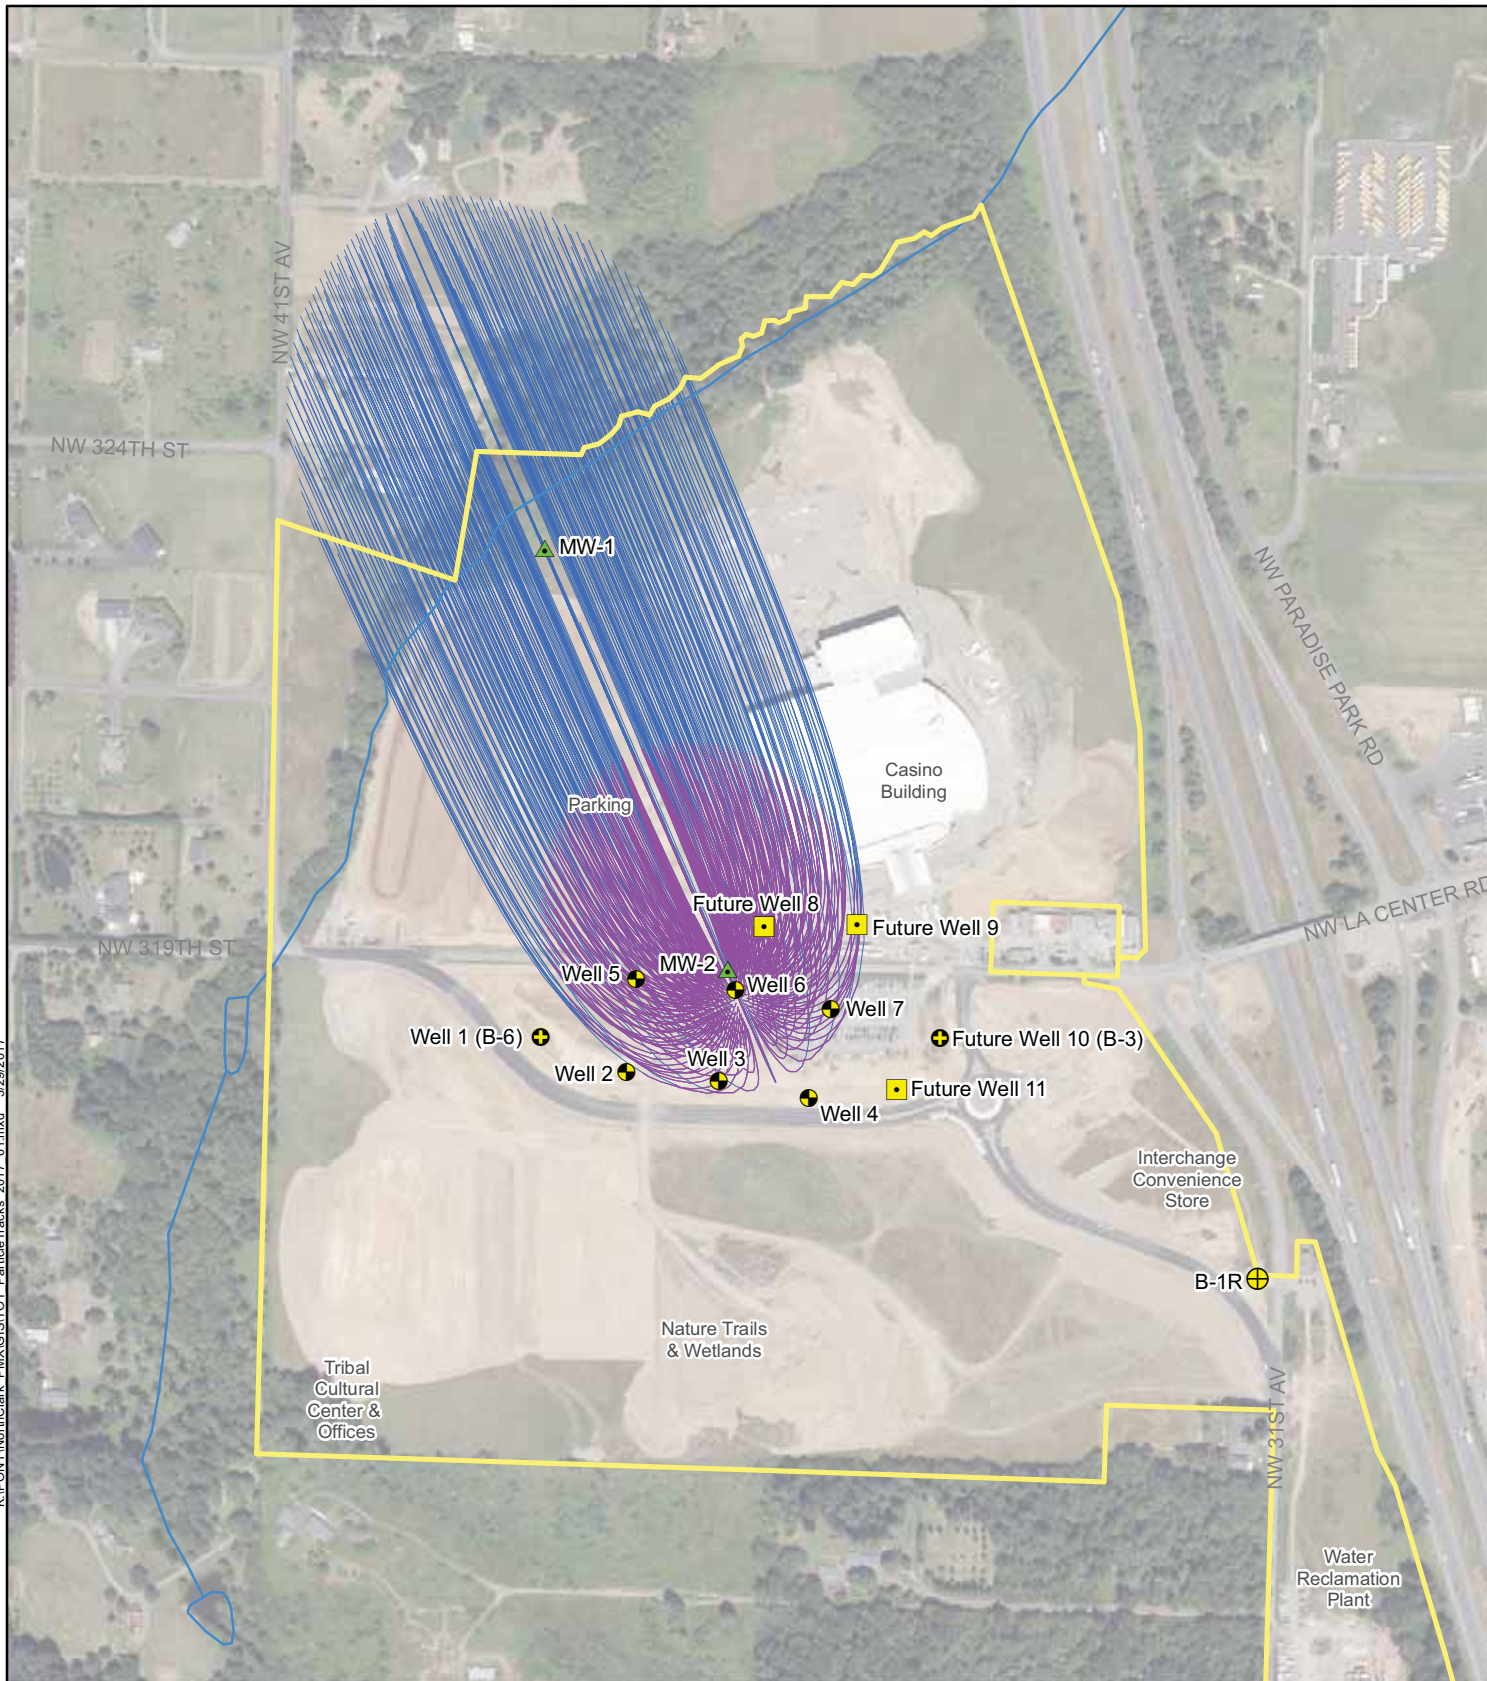 NW 41ST AV
NW 324TH ST
MW-1
NW PARADISE PARK RD
Casino
Building
Parking
Future Well 8
Future Well 9
NW LA CENTER RD
NW 319TH ST
MW-2
Well 5
Well 6
Well 7
Well 1 (B-6)
Future Well 10 (B-3)
Well 3
Well 2
Future Well 11
Well 4
Interchange
Convenience
Store
B-1R
Nature Trails
& Wetlands
Tribal
Cultural
Center &
Offices
NW 31ST AV
Water
Reclamation
Plant